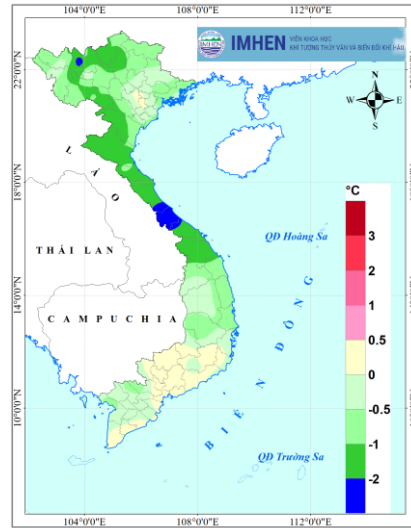 104°0'0"E 108°0'0"E 112°0'0"E
IMHEN
VIỆN KHOA HỌC
KHÍ TƯỢNG THỦY VĂN VÀ BIẾN ĐỔI KHÍ HẬU
22°0'0"N
N
W E
S
LÀO
18°0'0"N
°C
3
2
1
0.5
0
-0.5
-1
-2
QĐ Hoàng Sa
THÁI LAN
14°0'0"N
CAMPUCHIA
BIỂN ĐÔNG
10°0'0"N
QĐ Trường Sa
104°0'0"E 108°0'0"E 112°0'0"E